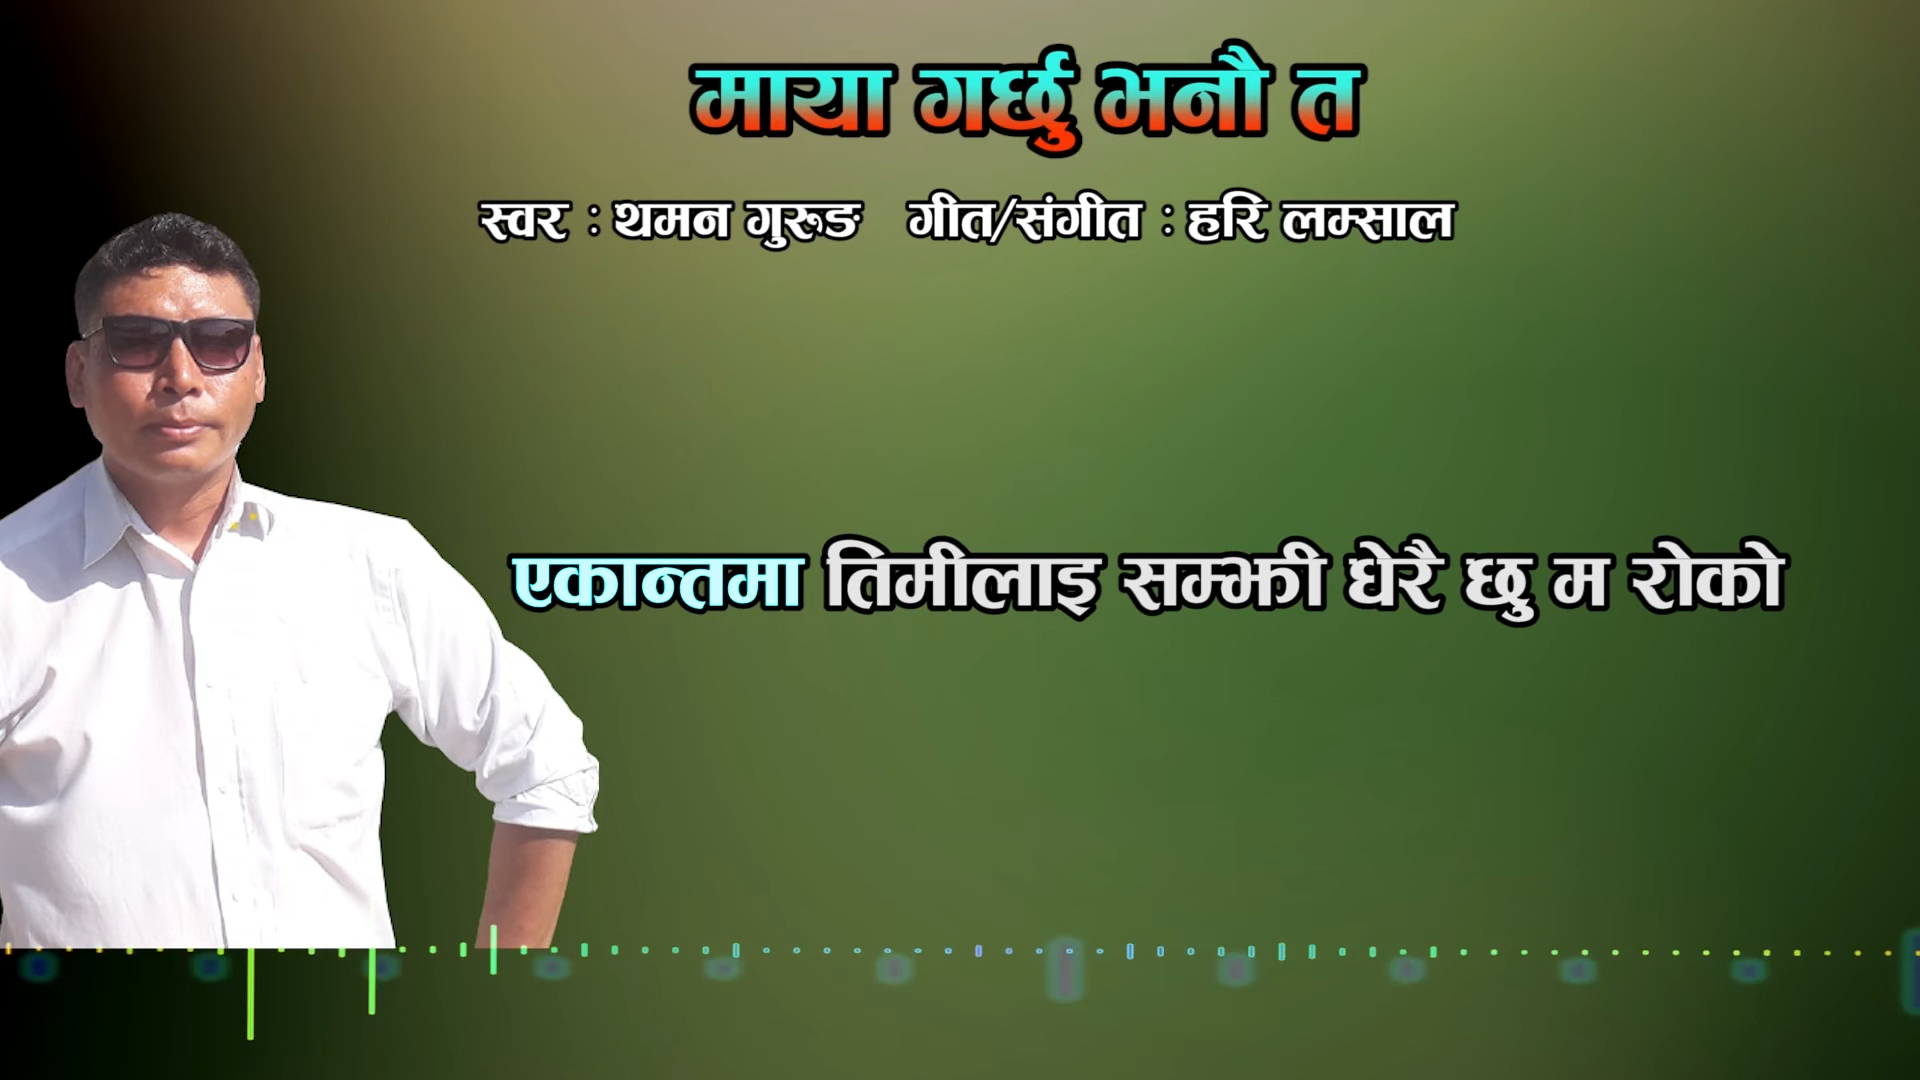 माया गर्छु भनौ त
स्वर : थमन गुरुङ गीत/संगीत : हरि लम्साल
एकान्तमा तिमीलाइ सम्झी धेरै छु म रोको